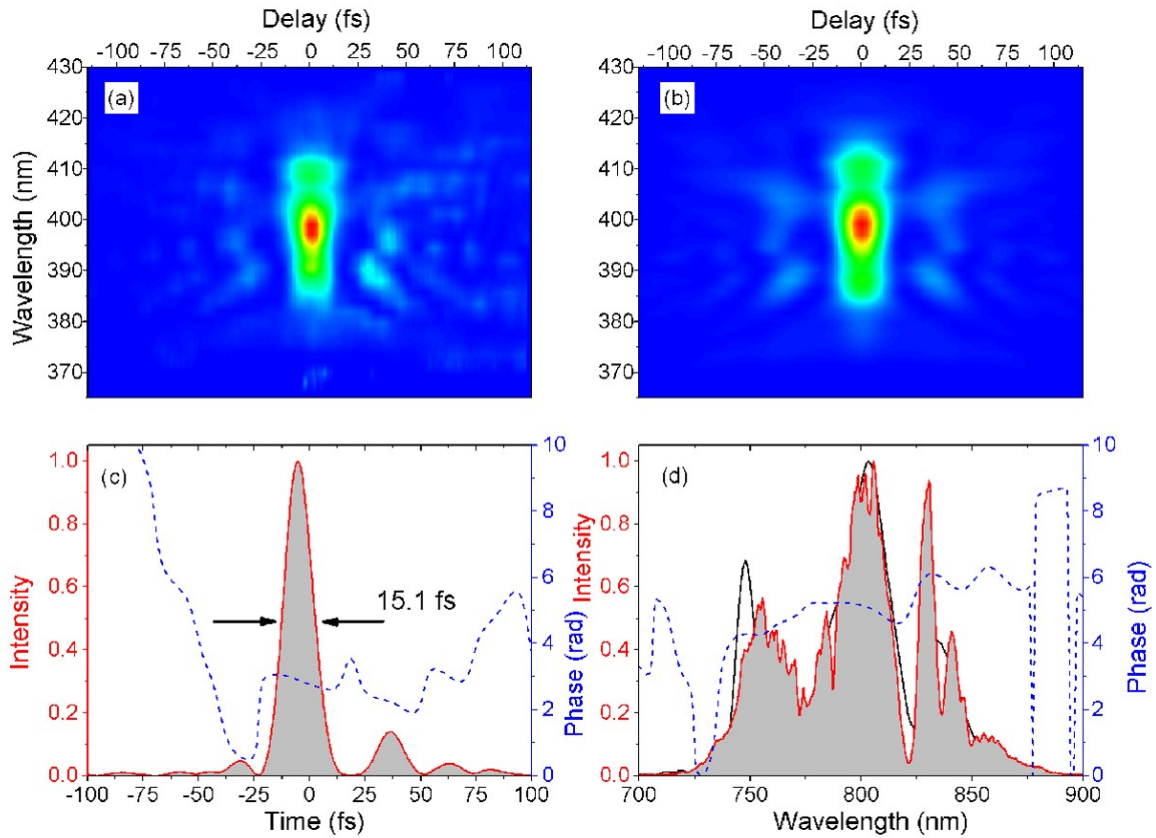 Delay (fs)
-100 -75 -50 -25 0 25 50 75 100
430
420
410
400
390
380
370
Wavelength (nm)
(a)
Delay (fs)
-100 -75 -50 -25 0 25 50 75 100
430
420
410
400
390
380
370
(b)
1.0
0.8
0.6
0.4
0.2
0.0
Intensity
(c)
15.1 fs
10
8
6
4
2
0
Phase (rad)
-100 -75 -50 -25 0 25 50 75 100
Time (fs)
1.0
0.8
0.6
0.4
0.2
0.0
Intensity
(d)
10
8
6
4
2
0
Phase (rad)
700 750 800 850 900
Wavelength (nm)